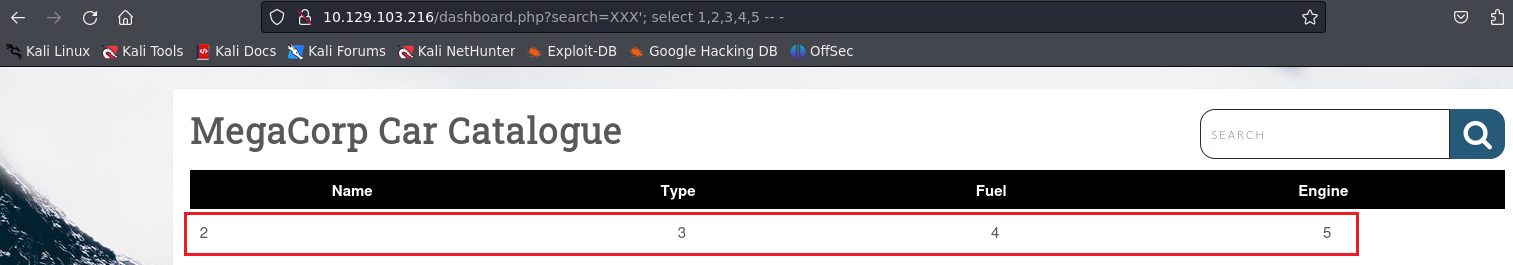 10.129.103.216/dashboard.php?search=XXX'; select 1,2,3,4,5 -- -
Kali Linux Kali Tools Kali Docs Kali Forums Kali NetHunter Exploit-DB Google Hacking DB OffSec
MegaCorp Car Catalogue
SEARCH
Name Type Fuel Engine
2 3 4 5